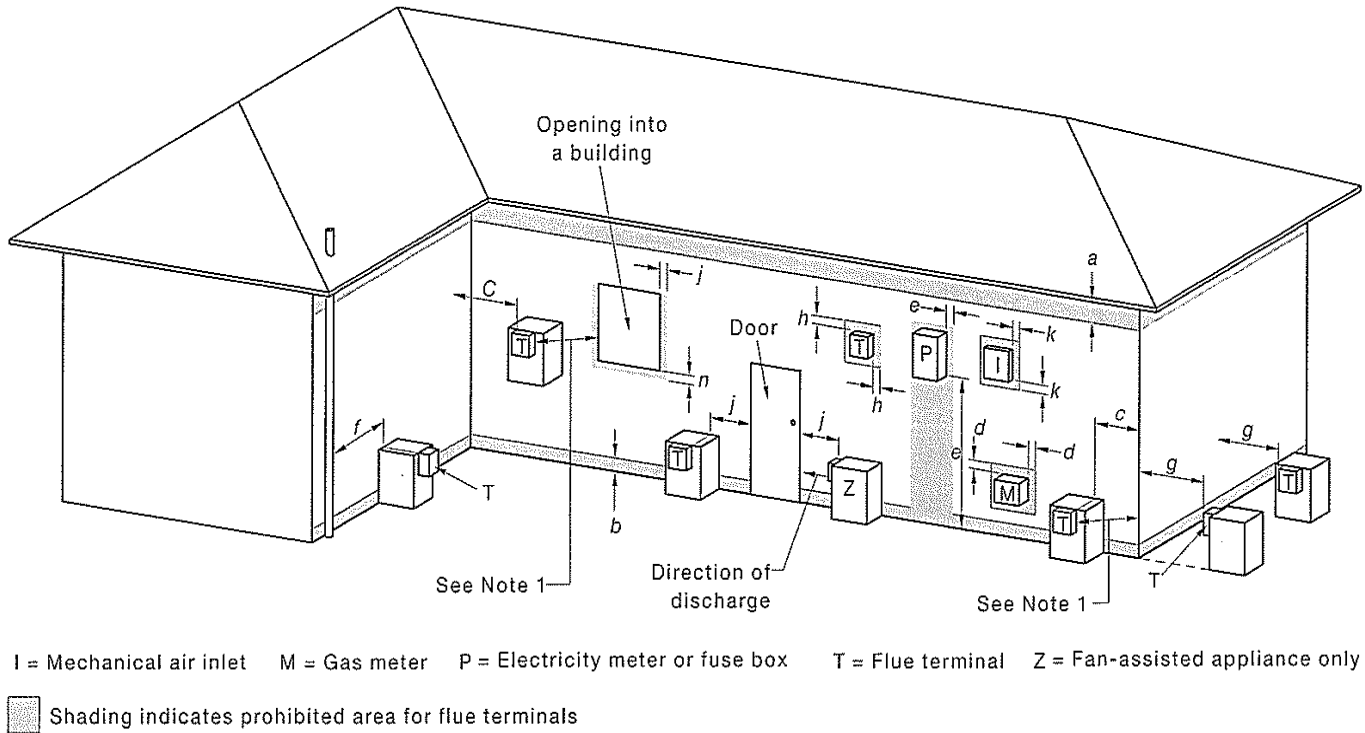 Opening into
a building
a
j
C
e
k
h
Door
T
T
P
I
n
h
k
j
j
c
f
d
g
e
d
g
T
Z
M
T
T
T
b
T
See Note 1
Direction of
discharge
See Note 1
I = Mechanical air inlet M = Gas meter P = Electricity meter or fuse box T = Flue terminal Z = Fan-assisted appliance only
Shading indicates prohibited area for flue terminals